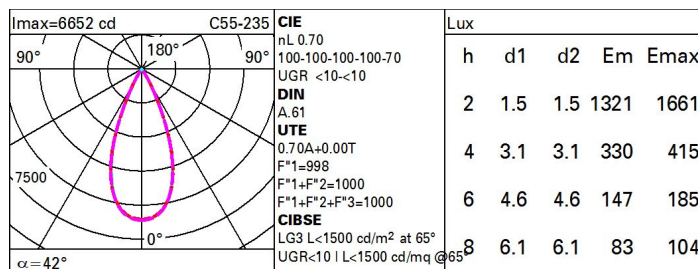 Imax=6652 cd C55-235
90° 180° 90°
7500
0°
α=42°
CIE
nL 0.70
100-100-100-100-70
UGR <10-<10
DIN
A.61
UTE
0.70A+0.00T
F"1=998
F"1+F"2=1000
F"1+F"2+F"3=1000
CIBSE
LG3 L<1500 cd/m² at 65°
UGR<10 | L<1500 cd/mq @65°
Lux
h d1 d2 Em Emax
2 1.5 1.5 1321 1661
4 3.1 3.1 330 415
6 4.6 4.6 147 185
8 6.1 6.1 83 104